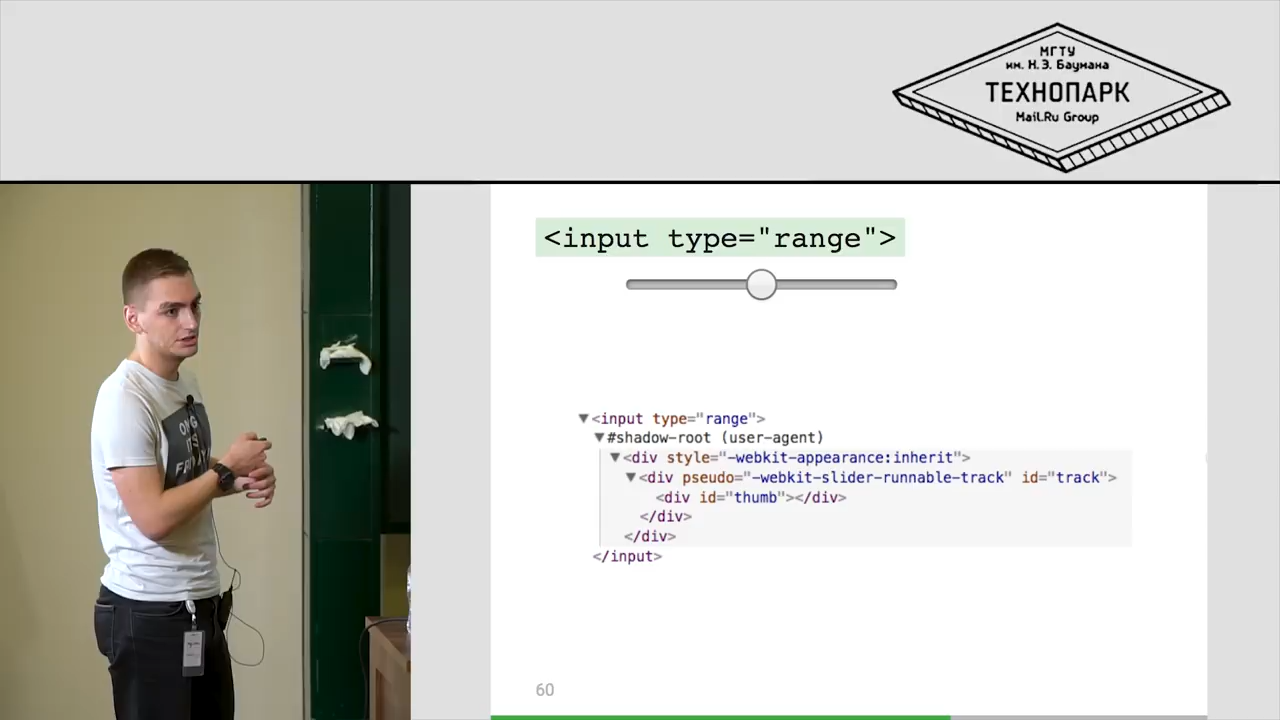 МГТУ
им. Н.Э. Баумана
ТЕХНОПАРК
Mail.Ru Group
<input type="range">
▼<input type="range">
▼#shadow-root (user-agent)
▼<div style="-webkit-appearance:inherit">
▼<div pseudo="-webkit-slider-runnable-track" id="track">
<div id="thumb"></div>
</div>
</div>
</input>
60